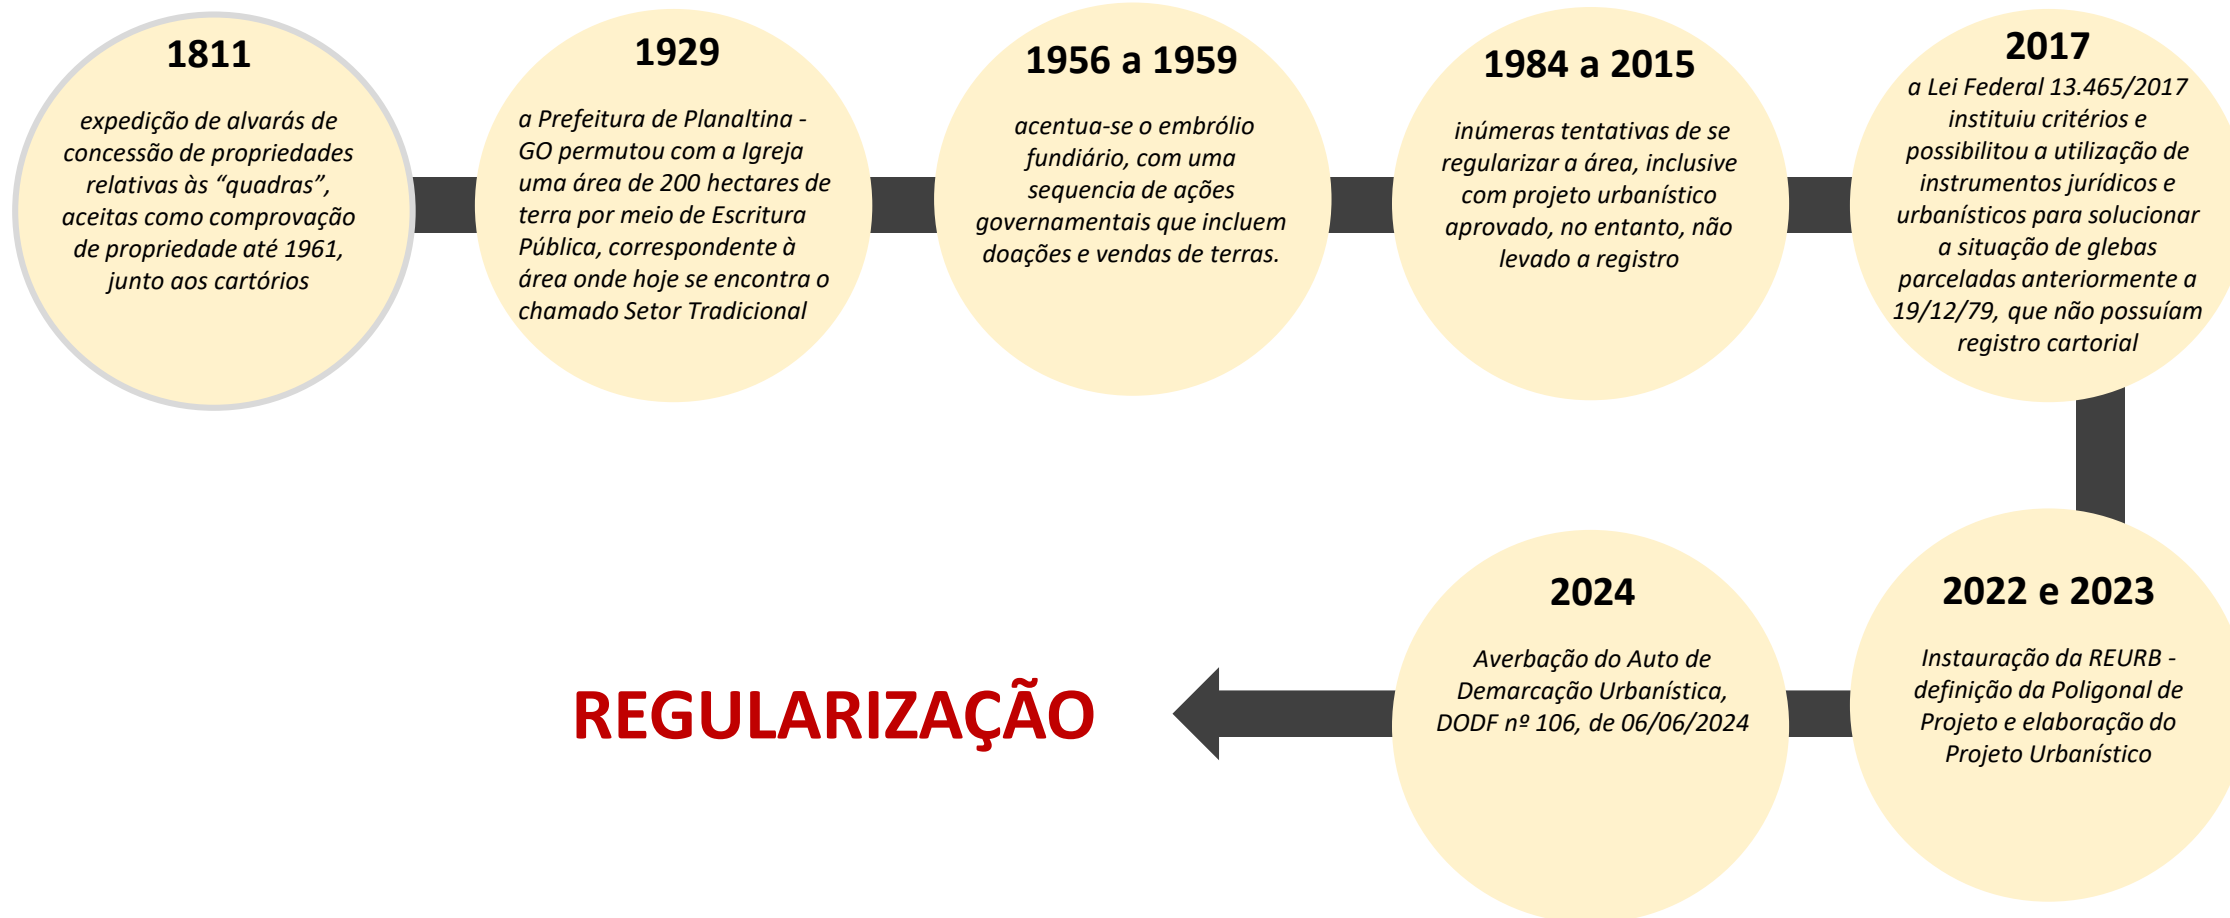 1811
expedição de alvarás de
concessão de propriedades
relativas às “quadras”,
aceitas como comprovação
de propriedade até 1961,
junto aos cartórios
1929
a Prefeitura de Planaltina -
GO permutou com a Igreja
uma área de 200 hectares de
terra por meio de Escritura
Pública, correspondente à
área onde hoje se encontra o
chamado Setor Tradicional
1956 a 1959
acentua-se o embrólio
fundiário, com uma
sequencia de ações
governamentais que incluem
doações e vendas de terras.
1984 a 2015
inúmeras tentativas de se
regularizar a área, inclusive
com projeto urbanístico
aprovado, no entanto, não
levado a registro
2017
a Lei Federal 13.465/2017
instituiu critérios e
possibilitou a utilização de
instrumentos jurídicos e
urbanísticos para solucionar
a situação de glebas
parceladas anteriormente a
19/12/79, que não possuíam
registro cartorial
2022 e 2023
Instauração da REURB -
definição da Poligonal de
Projeto e elaboração do
Projeto Urbanístico
2024
Averbação do Auto de
Demarcação Urbanística,
DODF nº 106, de 06/06/2024
REGULARIZAÇÃO